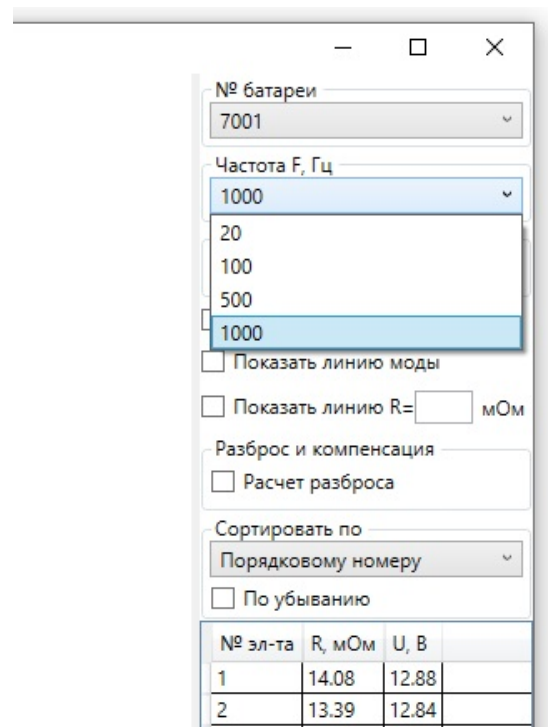 № батареи
7001
Частота F, Гц
1000
20
100
500
1000
Показать линию моды
Показать линию R= мОм
Разброс и компенсация
Расчет разброса
Сортировать по
Порядковому номеру
По убыванию
№ эл-та R, мОм U, В
1 14.08 12.88
2 13.39 12.84